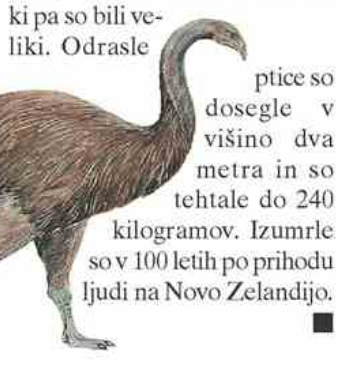 ki pa so bili ve-
liki. Odrasle
ptice so
dosegle v
višino dva
metra in so
tehtale do 240
kilogramov. Izumrle
so v 100 letih po prihodu
ljudi na Novo Zelandijo.